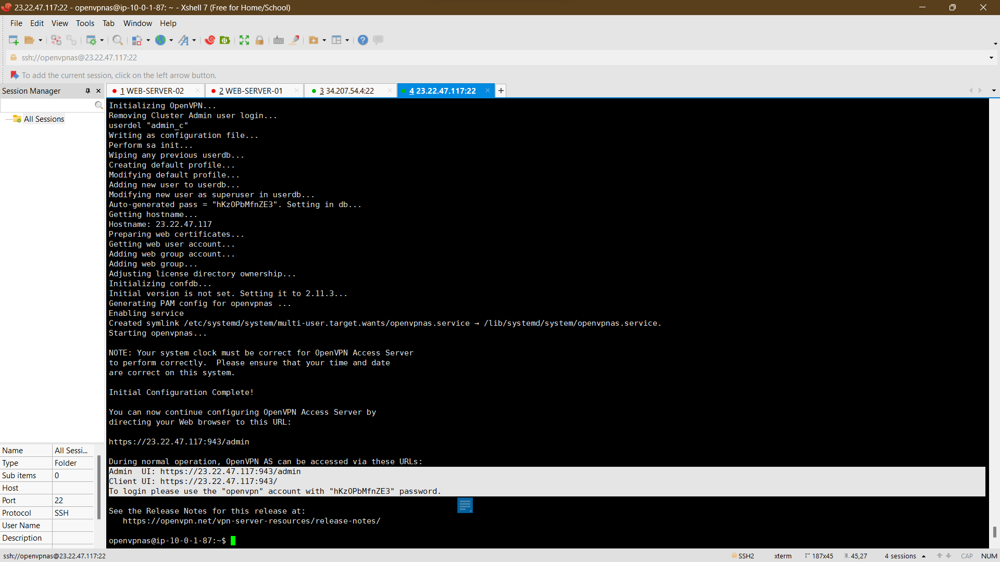 23.22.47.117:22 - openvpnas@ip-10-0-1-87: ~ - Xshell 7 (Free for Home/School)
File Edit View Tools Tab Window Help
ssh://openvpnas@23.22.47.117:22
To add the current session, click on the left arrow button.
Session Manager
1 WEB-SERVER-02
2 WEB-SERVER-01
3 34.207.54.4:22
4 23.22.47.117:22
All Sessions
Initializing OpenVPN...
Removing Cluster Admin user login...
userdel "admin_c"
Writing as configuration file...
Perform sa init...
Wiping any previous userdb...
Creating default profile...
Modifying default profile...
Adding new user to userdb...
Modifying new user as superuser in userdb...
Auto-generated pass = "hKzOPbMfnZE3". Setting in db...
Getting hostname...
Hostname: 23.22.47.117
Preparing web certificates...
Getting web user account...
Adding web group account...
Adding web group...
Adjusting license directory ownership...
Initializing confdb...
Initial version is not set. Setting it to 2.11.3...
Generating PAM config for openvpnas ...
Enabling service
Created symlink /etc/systemd/system/multi-user.target.wants/openvpnas.service → /lib/systemd/system/openvpnas.service.
Starting openvpnas...
NOTE: Your system clock must be correct for OpenVPN Access Server
to perform correctly.  Please ensure that your time and date
are correct on this system.
Initial Configuration Complete!
You can now continue configuring OpenVPN Access Server by
directing your Web browser to this URL:
https://23.22.47.117:943/admin
During normal operation, OpenVPN AS can be accessed via these URLs:
Admin  UI: https://23.22.47.117:943/admin
Client UI: https://23.22.47.117:943/
To login please use the "openvpn" account with "hKzOPbMfnZE3" password.
See the Release Notes for this release at:
https://openvpn.net/vpn-server-resources/release-notes/
openvpnas@ip-10-0-1-87:~$
Name All Sessi...
Type Folder
Sub items 0
Host
Port 22
Protocol SSH
User Name
Description
ssh://openvpnas@23.22.47.117:22
SSH2 xterm 187x45 45,27 4 sessions CAP NUM